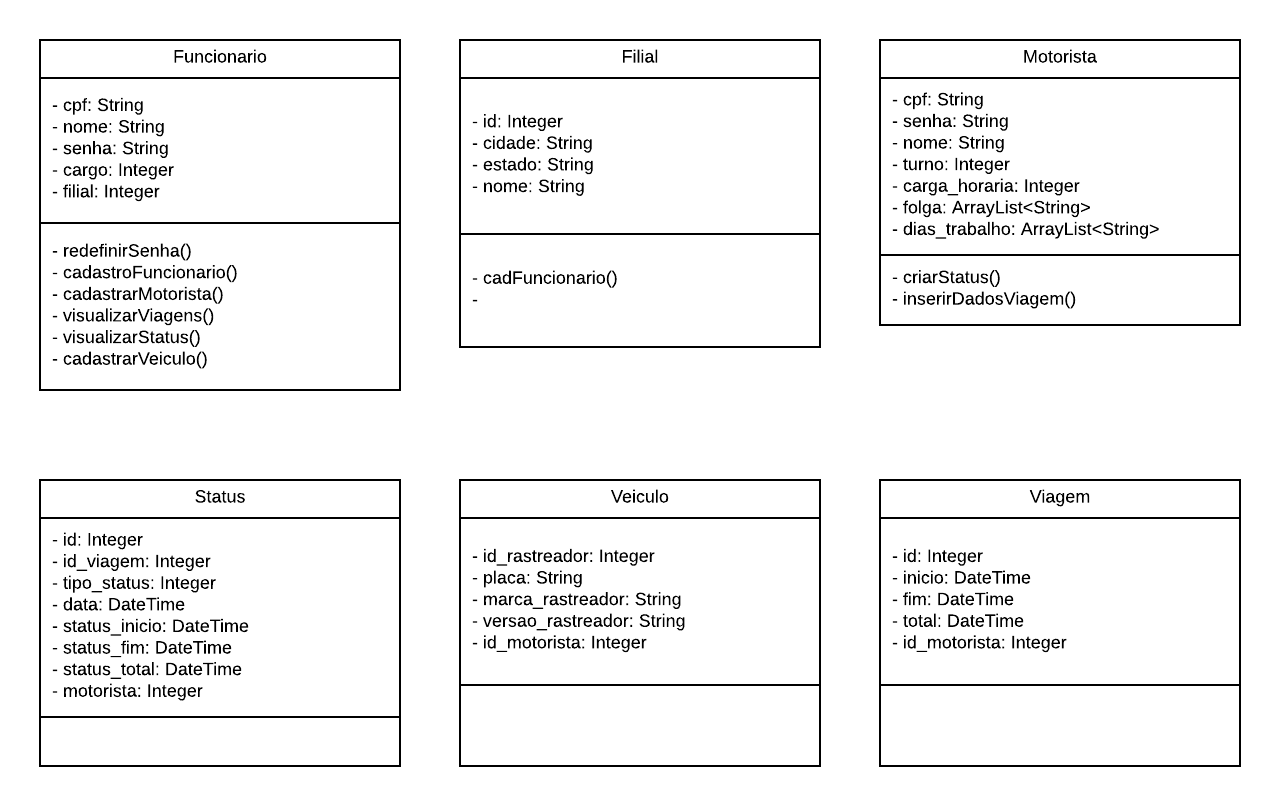 Funcionario
- cpf: String
- nome: String
- senha: String
- cargo: Integer
- filial: Integer
- redefinirSenha()
- cadastroFuncionario()
- cadastrarMotorista()
- visualizarViagens()
- visualizarStatus()
- cadastrarVeiculo()
Filial
- id: Integer
- cidade: String
- estado: String
- nome: String
- cadFuncionario()
-
Motorista
- cpf: String
- senha: String
- nome: String
- turno: Integer
- carga_horaria: Integer
- folga: ArrayList<String>
- dias_trabalho: ArrayList<String>
- criarStatus()
- inserirDadosViagem()
Status
- id: Integer
- id_viagem: Integer
- tipo_status: Integer
- data: DateTime
- status_inicio: DateTime
- status_fim: DateTime
- status_total: DateTime
- motorista: Integer
Veiculo
- id_rastreador: Integer
- placa: String
- marca_rastreador: String
- versao_rastreador: String
- id_motorista: Integer
Viagem
- id: Integer
- inicio: DateTime
- fim: DateTime
- total: DateTime
- id_motorista: Integer